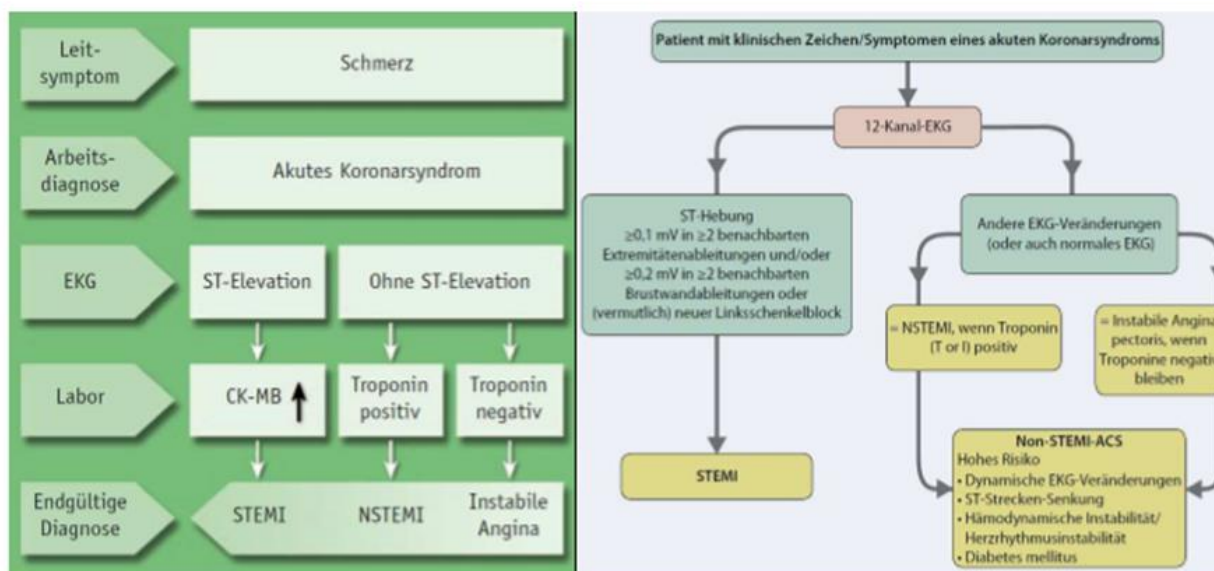 Leit-
symptom
Schmerz
Arbeits-
diagnose
Akutes Koronarsyndrom
EKG
ST-Elevation
Ohne ST-Elevation
Labor
CK-MB
Troponin
positiv
Troponin
negativ
Endgültige
Diagnose
STEMI
NSTEMI
Instabile
Angina
Patient mit klinischen Zeichen/Symptomen eines akuten Koronarsyndroms
12-Kanal-EKG
ST-Hebung
≥0,1 mV in ≥2 benachbarten
Extremitätenableitungen und/oder
≥0,2 mV in ≥2 benachbarten
Brustwandableitungen oder
(vermutlich) neuer Linksschenkelblock
Andere EKG-Veränderungen
(oder auch normales EKG)
= NSTEMI, wenn Troponin
(T or I) positiv
= Instabile Angina
pectoris, wenn
Troponine negativ
bleiben
STEMI
Non-STEMI-ACS
Hohes Risiko
• Dynamische EKG-Veränderungen
• ST-Strecken-Senkung
• Hämodynamische Instabilität/
Herzrhythmusinstabilität
• Diabetes mellitus